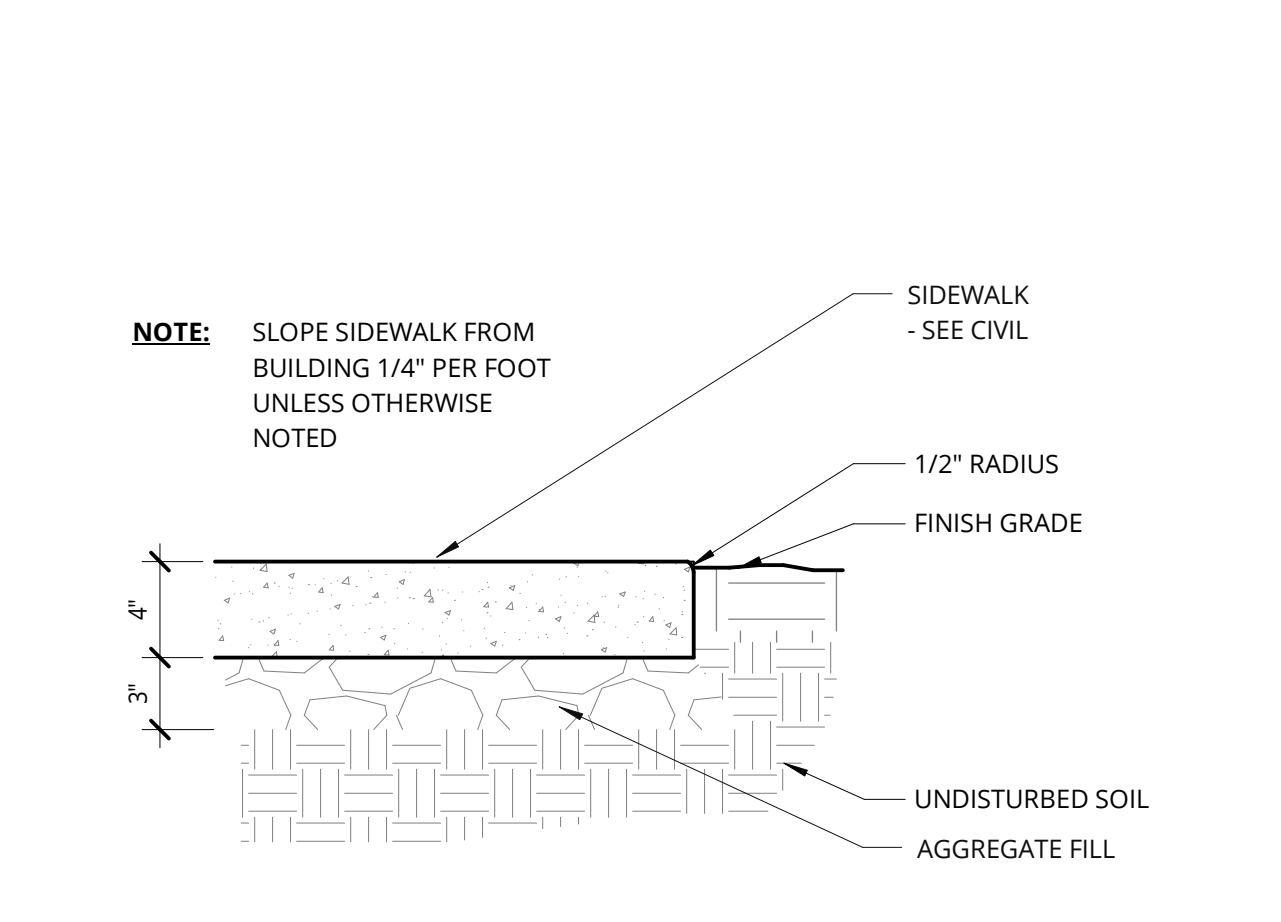 SIDEWALK
- SEE CIVIL
NOTE: SLOPE SIDEWALK FROM
BUILDING 1/4" PER FOOT
UNLESS OTHERWISE
NOTED
1/2" RADIUS
FINISH GRADE
4"
3"
UNDISTURBED SOIL
AGGREGATE FILL